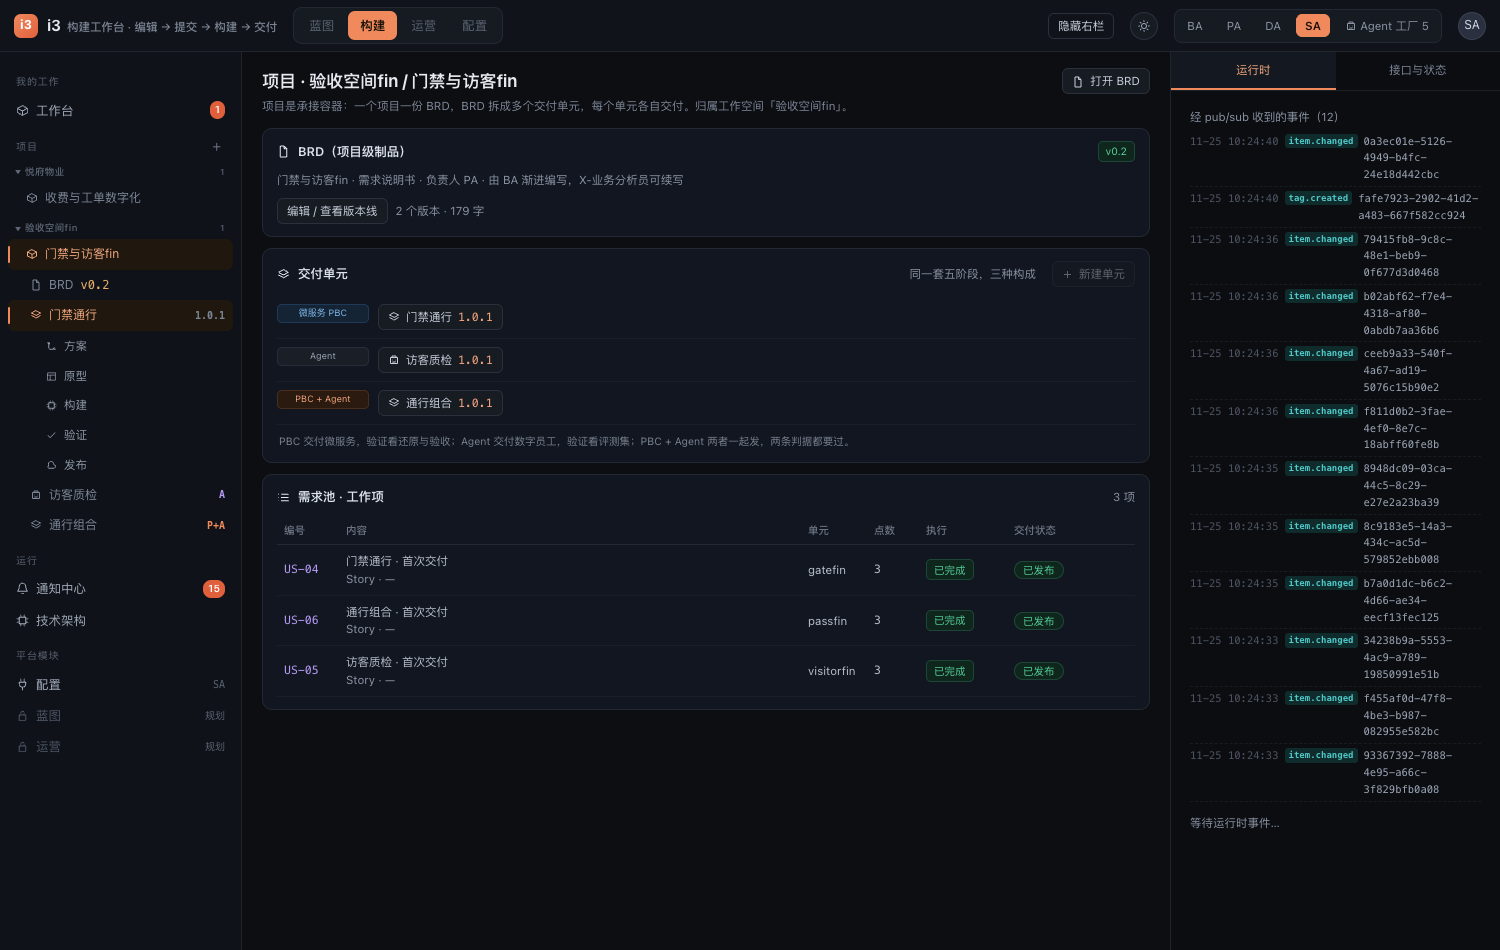 i3
i3 构建工作台 · 编辑 → 提交 → 构建 → 交付
蓝图
构建
运营
配置
隐藏右栏
BA
PA
DA
SA
Agent 工厂 5
SA
我的工作
工作台
1
项目
+
悦府物业
1
收费与工单数字化
验收空间fin
1
门禁与访客fin
BRD v0.2
门禁通行
1.0.1
方案
原型
构建
验证
发布
访客质检
A
通行组合
P+A
运行
通知中心
15
技术架构
平台模块
配置
SA
蓝图
规划
运营
规划
项目 · 验收空间fin / 门禁与访客fin
打开 BRD
项目是承接容器：一个项目一份 BRD，BRD 拆成多个交付单元，每个单元各自交付。归属工作空间「验收空间fin」。
BRD（项目级制品）
v0.2
门禁与访客fin · 需求说明书 · 负责人 PA · 由 BA 渐进编写，X-业务分析员可续写
编辑 / 查看版本线
2 个版本 · 179 字
交付单元
同一套五阶段，三种构成
+ 新建单元
微服务 PBC
门禁通行 1.0.1
Agent
访客质检 1.0.1
PBC + Agent
通行组合 1.0.1
PBC 交付微服务，验证看还原与验收；Agent 交付数字员工，验证看评测集；PBC + Agent 两者一起发，两条判据都要过。
需求池 · 工作项
3 项
编号 内容 单元 点数 执行 交付状态
US-04 门禁通行 · 首次交付 gatefin 3 已完成 已发布
Story · —
US-06 通行组合 · 首次交付 passfin 3 已完成 已发布
Story · —
US-05 访客质检 · 首次交付 visitorfin 3 已完成 已发布
Story · —
运行时
接口与状态
经 pub/sub 收到的事件（12）
11-25 10:24:40 item.changed 0a3ec01e-5126-
4949-b4fc-
24e18d442cbc
11-25 10:24:40 tag.created fafe7923-2902-41d2-
a483-667f582cc924
11-25 10:24:36 item.changed 79415fb8-9c8c-
48e1-beb9-
0f677d3d0468
11-25 10:24:36 item.changed b02abf62-f7e4-
4318-af80-
0abdb7aa36b6
11-25 10:24:36 item.changed ceeb9a33-540f-
4a67-ad19-
5076c15b90e2
11-25 10:24:36 item.changed f811d0b2-3fae-
4ef0-8e7c-
18abff60fe8b
11-25 10:24:35 item.changed 8948dc09-03ca-
44c5-8c29-
e27e2a23ba39
11-25 10:24:35 item.changed 8c9183e5-14a3-
434c-ac5d-
579852ebb008
11-25 10:24:35 item.changed b7a0d1dc-b6c2-
4d66-ae34-
eecf13fec125
11-25 10:24:33 item.changed 34238b9a-5553-
4ac9-a789-
19850991e51b
11-25 10:24:33 item.changed f455af0d-47f8-
4be3-b987-
082955e582bc
11-25 10:24:33 item.changed 93367392-7888-
4e95-a66c-
3f829bfb0a08
等待运行时事件…